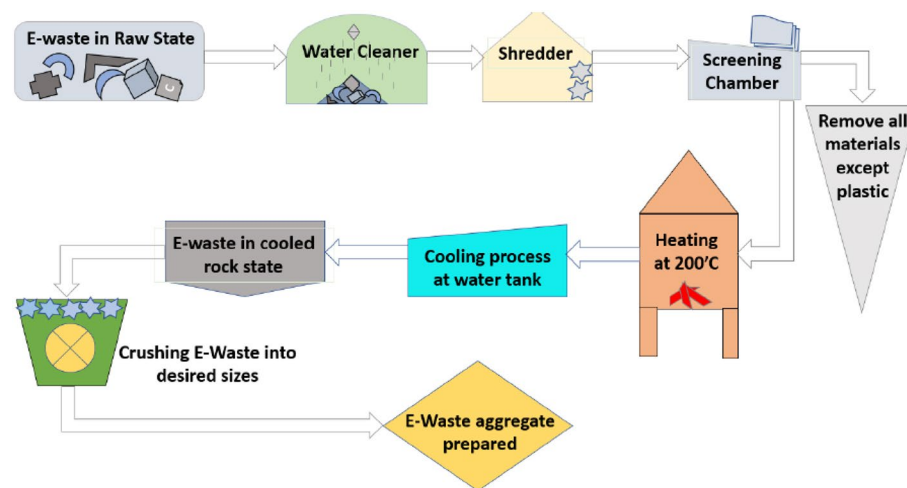 E-waste in Raw State
Water Cleaner
Shredder
Screening
Chamber
Remove all
materials
except
plastic
Heating
at 200'C
Cooling process
at water tank
E-waste in cooled
rock state
Crushing E-Waste into
desired sizes
E-Waste aggregate
prepared